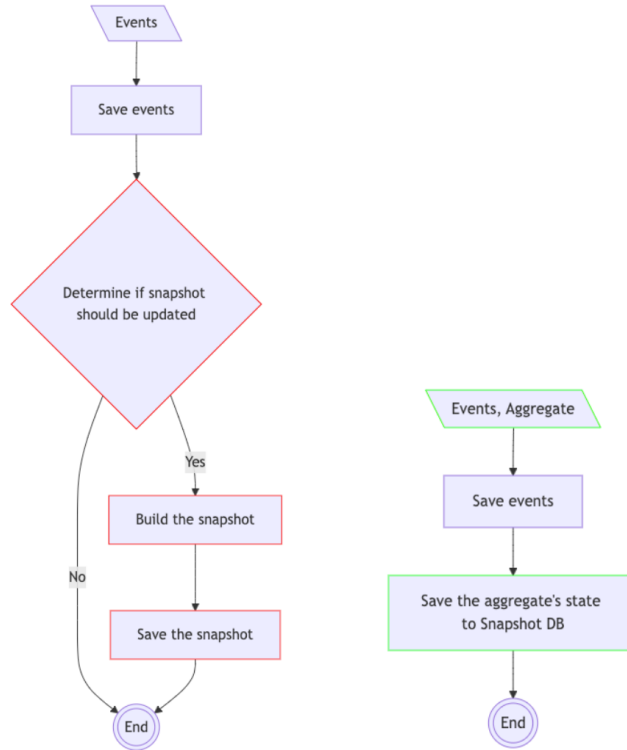 Events
Save events
Determine if snapshot
should be updated
Yes
Build the snapshot
No
Save the snapshot
End
Events, Aggregate
Save events
Save the aggregate's state
to Snapshot DB
End